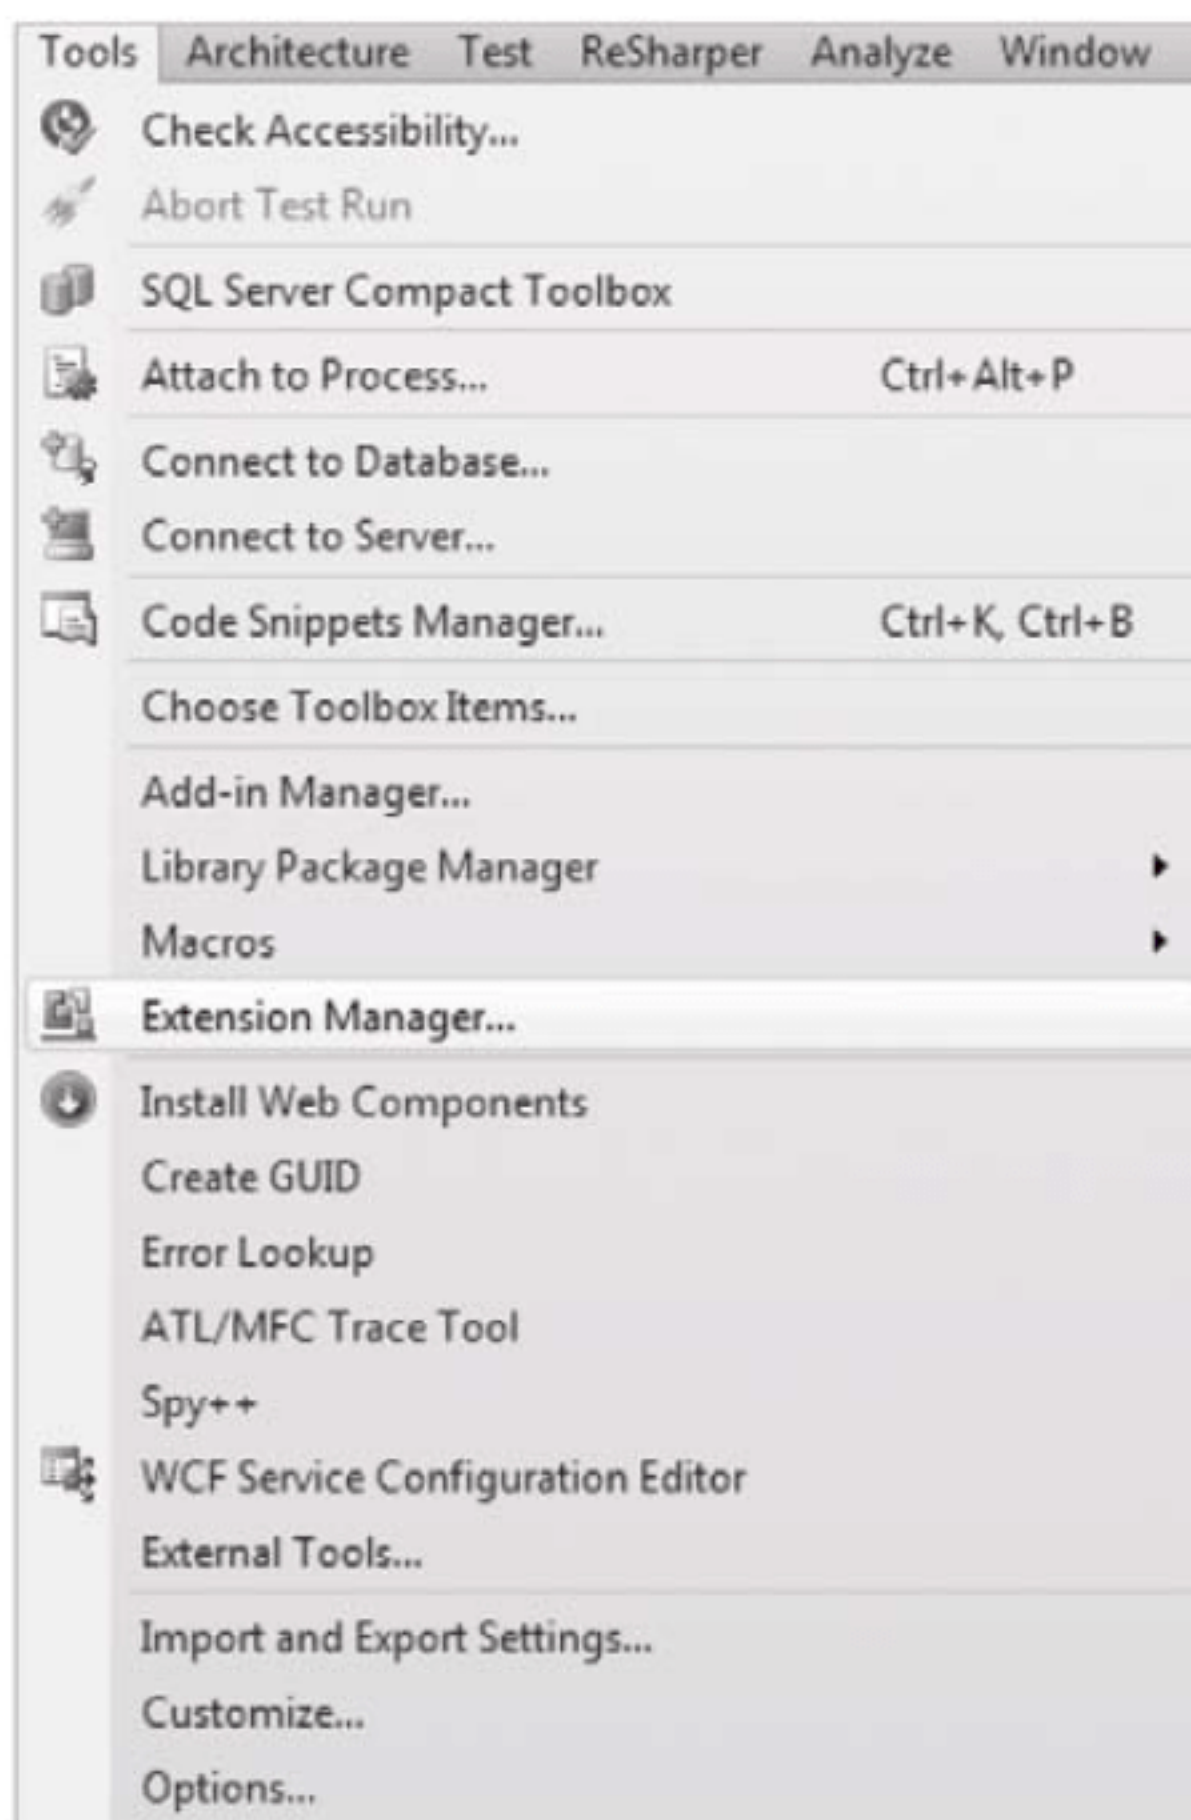 Tools Architecture Test ReSharper Analyze Window
Check Accessibility...
Abort Test Run
SQL Server Compact Toolbox
Attach to Process... Ctrl+Alt+P
Connect to Database...
Connect to Server...
Code Snippets Manager... Ctrl+K, Ctrl+B
Choose Toolbox Items...
Add-in Manager...
Library Package Manager
Macros
Extension Manager...
Install Web Components
Create GUID
Error Lookup
ATL/MFC Trace Tool
Spy++
WCF Service Configuration Editor
External Tools...
Import and Export Settings...
Customize...
Options...